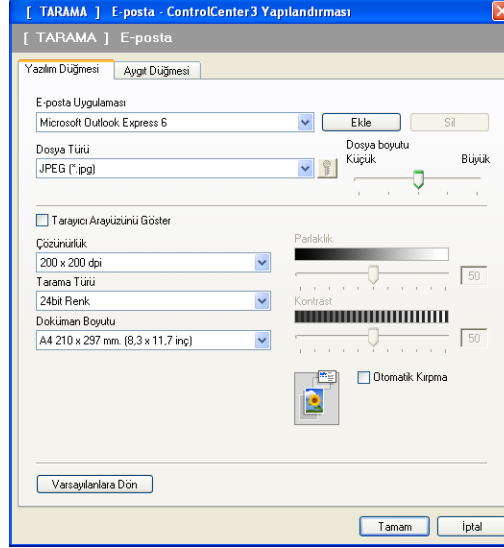 [ TARAMA ] E-posta - ControlCenter3 Yapılandırması
[ TARAMA ] E-posta
Yazılım Düğmesi Aygıt Düğmesi
E-posta Uygulaması
Microsoft Outlook Express 6 Ekle Sil
Dosya Türü Dosya boyutu
Küçük Büyük
JPEG (*.jpg)
Tarayıcı Arayüzünü Göster
Çözünürlük Parlaklık
200 x 200 dpi
Tarama Türü 50
24bit Renk Kontrast
Doküman Boyutu
A4 210 x 297 mm. (8,3 x 11,7 inç) 50
Otomatik Kırpma
Varsayılanlara Dön
Tamam İptal